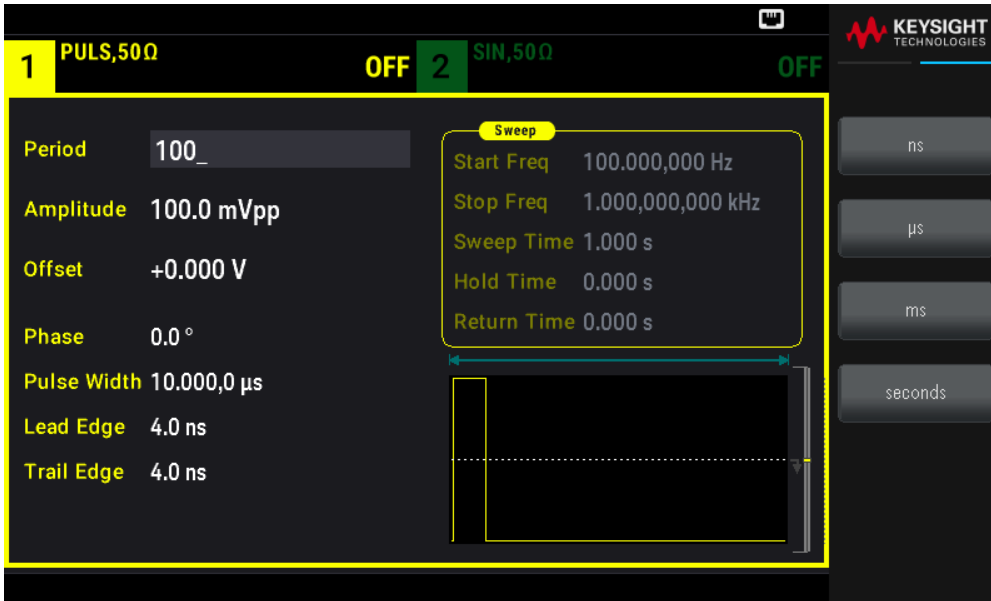 KEYSIGHT
TECHNOLOGIES
1 PULS,50Ω OFF 2 SIN,50Ω OFF
Period 100_
Amplitude 100.0 mVpp
Offset +0.000 V
Phase 0.0 °
Pulse Width 10.000,0 µs
Lead Edge 4.0 ns
Trail Edge 4.0 ns
Sweep
Start Freq 100.000,000 Hz
Stop Freq 1.000,000,000 kHz
Sweep Time 1.000 s
Hold Time 0.000 s
Return Time 0.000 s
ns
µs
ms
seconds